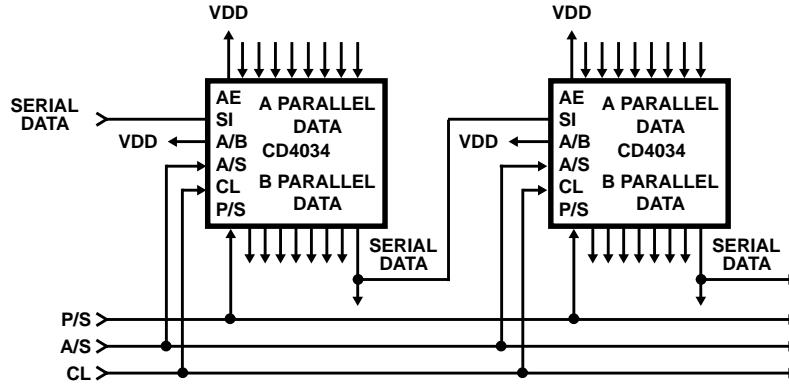 VDD
VDD
SERIAL
DATA
AE
SI
A/B
A/S
CL
P/S
A PARALLEL
DATA
CD4034
B PARALLEL
DATA
VDD
AE
SI
A/B
A/S
CL
P/S
A PARALLEL
DATA
CD4034
B PARALLEL
DATA
VDD
SERIAL
DATA
SERIAL
DATA
P/S
A/S
CL